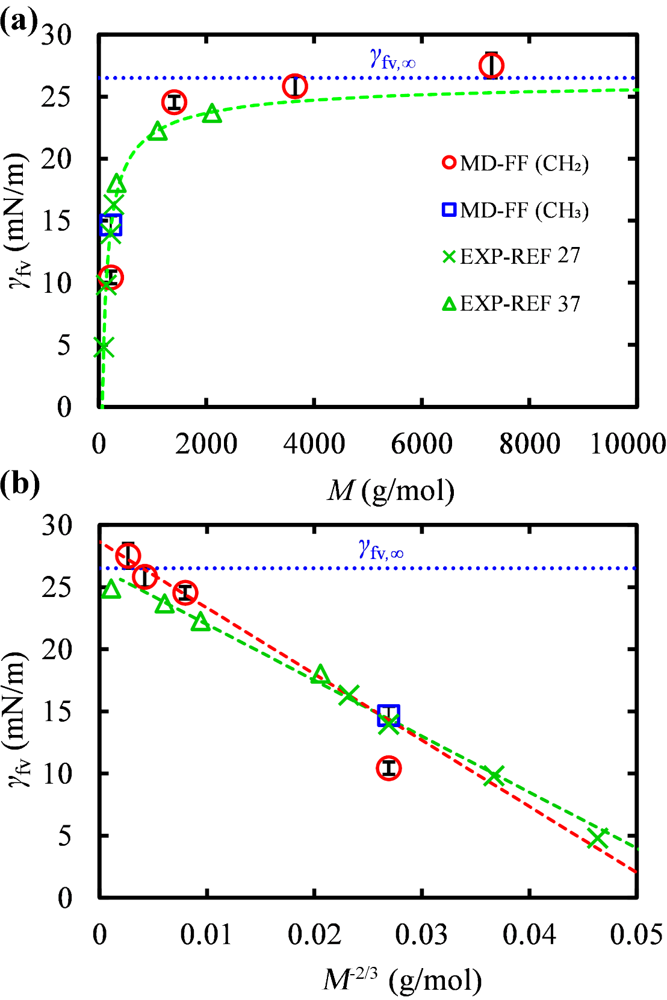 (a)
30
25
20
15
10
5
0
γfv (mN/m)
γfv,∞
MD-FF (CH₂)
MD-FF (CH₃)
EXP-REF 27
EXP-REF 37
0 2000 4000 6000 8000 10000
M (g/mol)
(b)
30
25
20
15
10
5
0
γfv (mN/m)
γfv,∞
0 0.01 0.02 0.03 0.04 0.05
M-2/3 (g/mol)